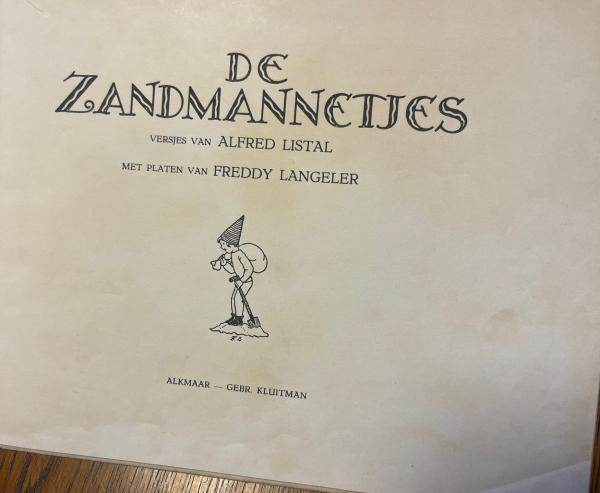 DE
ZANDMANNETJES
VERSJES VAN ALFRED LISTAL
MET PLATEN VAN FREDDY LANGELER
ALKMAAR — GEBR. KLUITMAN